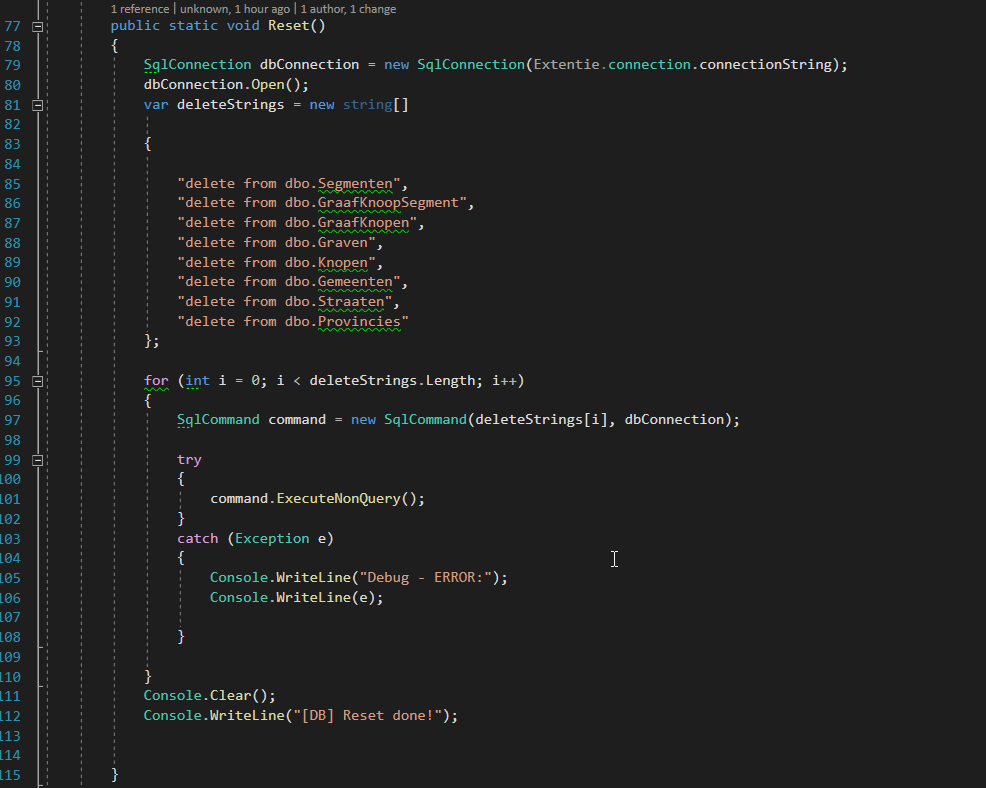 1 reference | unknown, 1 hour ago | 1 author, 1 change
77 public static void Reset()
78 {
79 SqlConnection dbConnection = new SqlConnection(Extentie.connection.connectionString);
80 dbConnection.Open();
81 var deleteStrings = new string[]
82
83 {
84
85 "delete from dbo.Segmenten",
86 "delete from dbo.GraafKnoopSegment",
87 "delete from dbo.GraafKnopen",
88 "delete from dbo.Graven",
89 "delete from dbo.Knopen",
90 "delete from dbo.Gemeenten",
91 "delete from dbo.Straaten",
92 "delete from dbo.Provincies"
93 };
94
95 for (int i = 0; i < deleteStrings.Length; i++)
96 {
97 SqlCommand command = new SqlCommand(deleteStrings[i], dbConnection);
98
99 try
100 {
101 command.ExecuteNonQuery();
102 }
103 catch (Exception e)
104 {
105 Console.WriteLine("Debug - ERROR:");
106 Console.WriteLine(e);
107
108 }
109
110 }
111 Console.Clear();
112 Console.WriteLine("[DB] Reset done!");
113
114
115 }